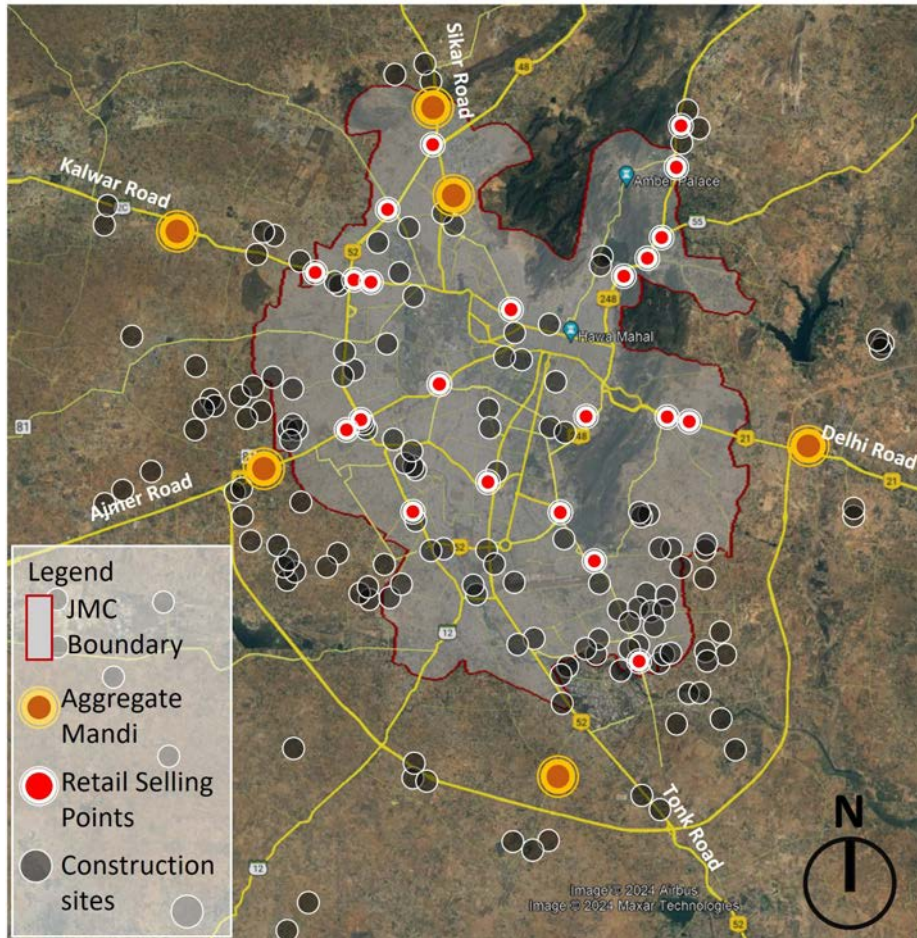 Sikar Road
48
Kalwar Road
Amber Palace
55
52
248
Hawa Mahal
248
81
21
Delhi Road
21
Ajmer Road
52
Legend
JMC
Boundary
12
Aggregate
Mandi
52
Retail Selling
Points
Tonk Road
N
Construction
sites
12
Image © 2024 Airbus
Image © 2024 Maxar Technologies
52